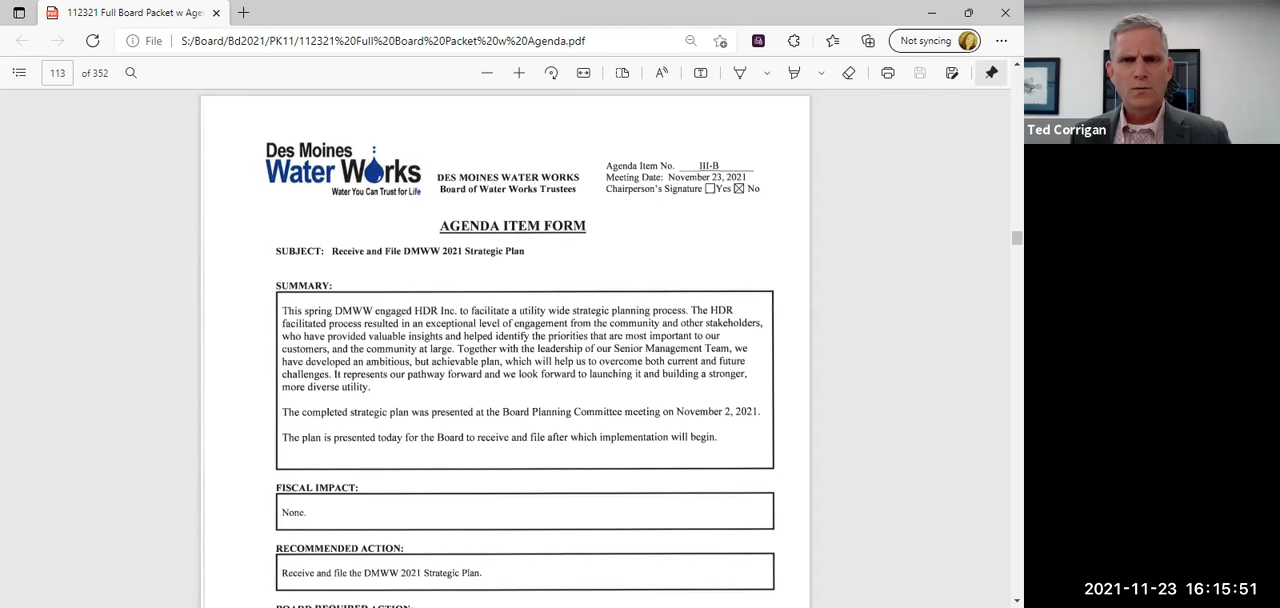 112321 Full Board Packet w Age
File
S:/Board/Bd2021/PK11/112321%20Full%20Board%20Packet%20w%20Agenda.pdf
Not syncing
113
of 352
Des Moines
Water Works
Water You Can Trust for Life
DES MOINES WATER WORKS
Board of Water Works Trustees
Agenda Item No. III-B
Meeting Date: November 23, 2021
Chairperson's Signature ☐Yes ☒ No
AGENDA ITEM FORM
SUBJECT: Receive and File DMWW 2021 Strategic Plan
SUMMARY:
This spring DMWW engaged HDR Inc. to facilitate a utility wide strategic planning process. The HDR
facilitated process resulted in an exceptional level of engagement from the community and other stakeholders,
who have provided valuable insights and helped identify the priorities that are most important to our
customers, and the community at large. Together with the leadership of our Senior Management Team, we
have developed an ambitious, but achievable plan, which will help us to overcome both current and future
challenges. It represents our pathway forward and we look forward to launching it and building a stronger,
more diverse utility.
The completed strategic plan was presented at the Board Planning Committee meeting on November 2, 2021.
The plan is presented today for the Board to receive and file after which implementation will begin.
FISCAL IMPACT:
None.
RECOMMENDED ACTION:
Receive and file the DMWW 2021 Strategic Plan.
BOARD REQUIRED ACTION:
Ted Corrigan
2021-11-23 16:15:51